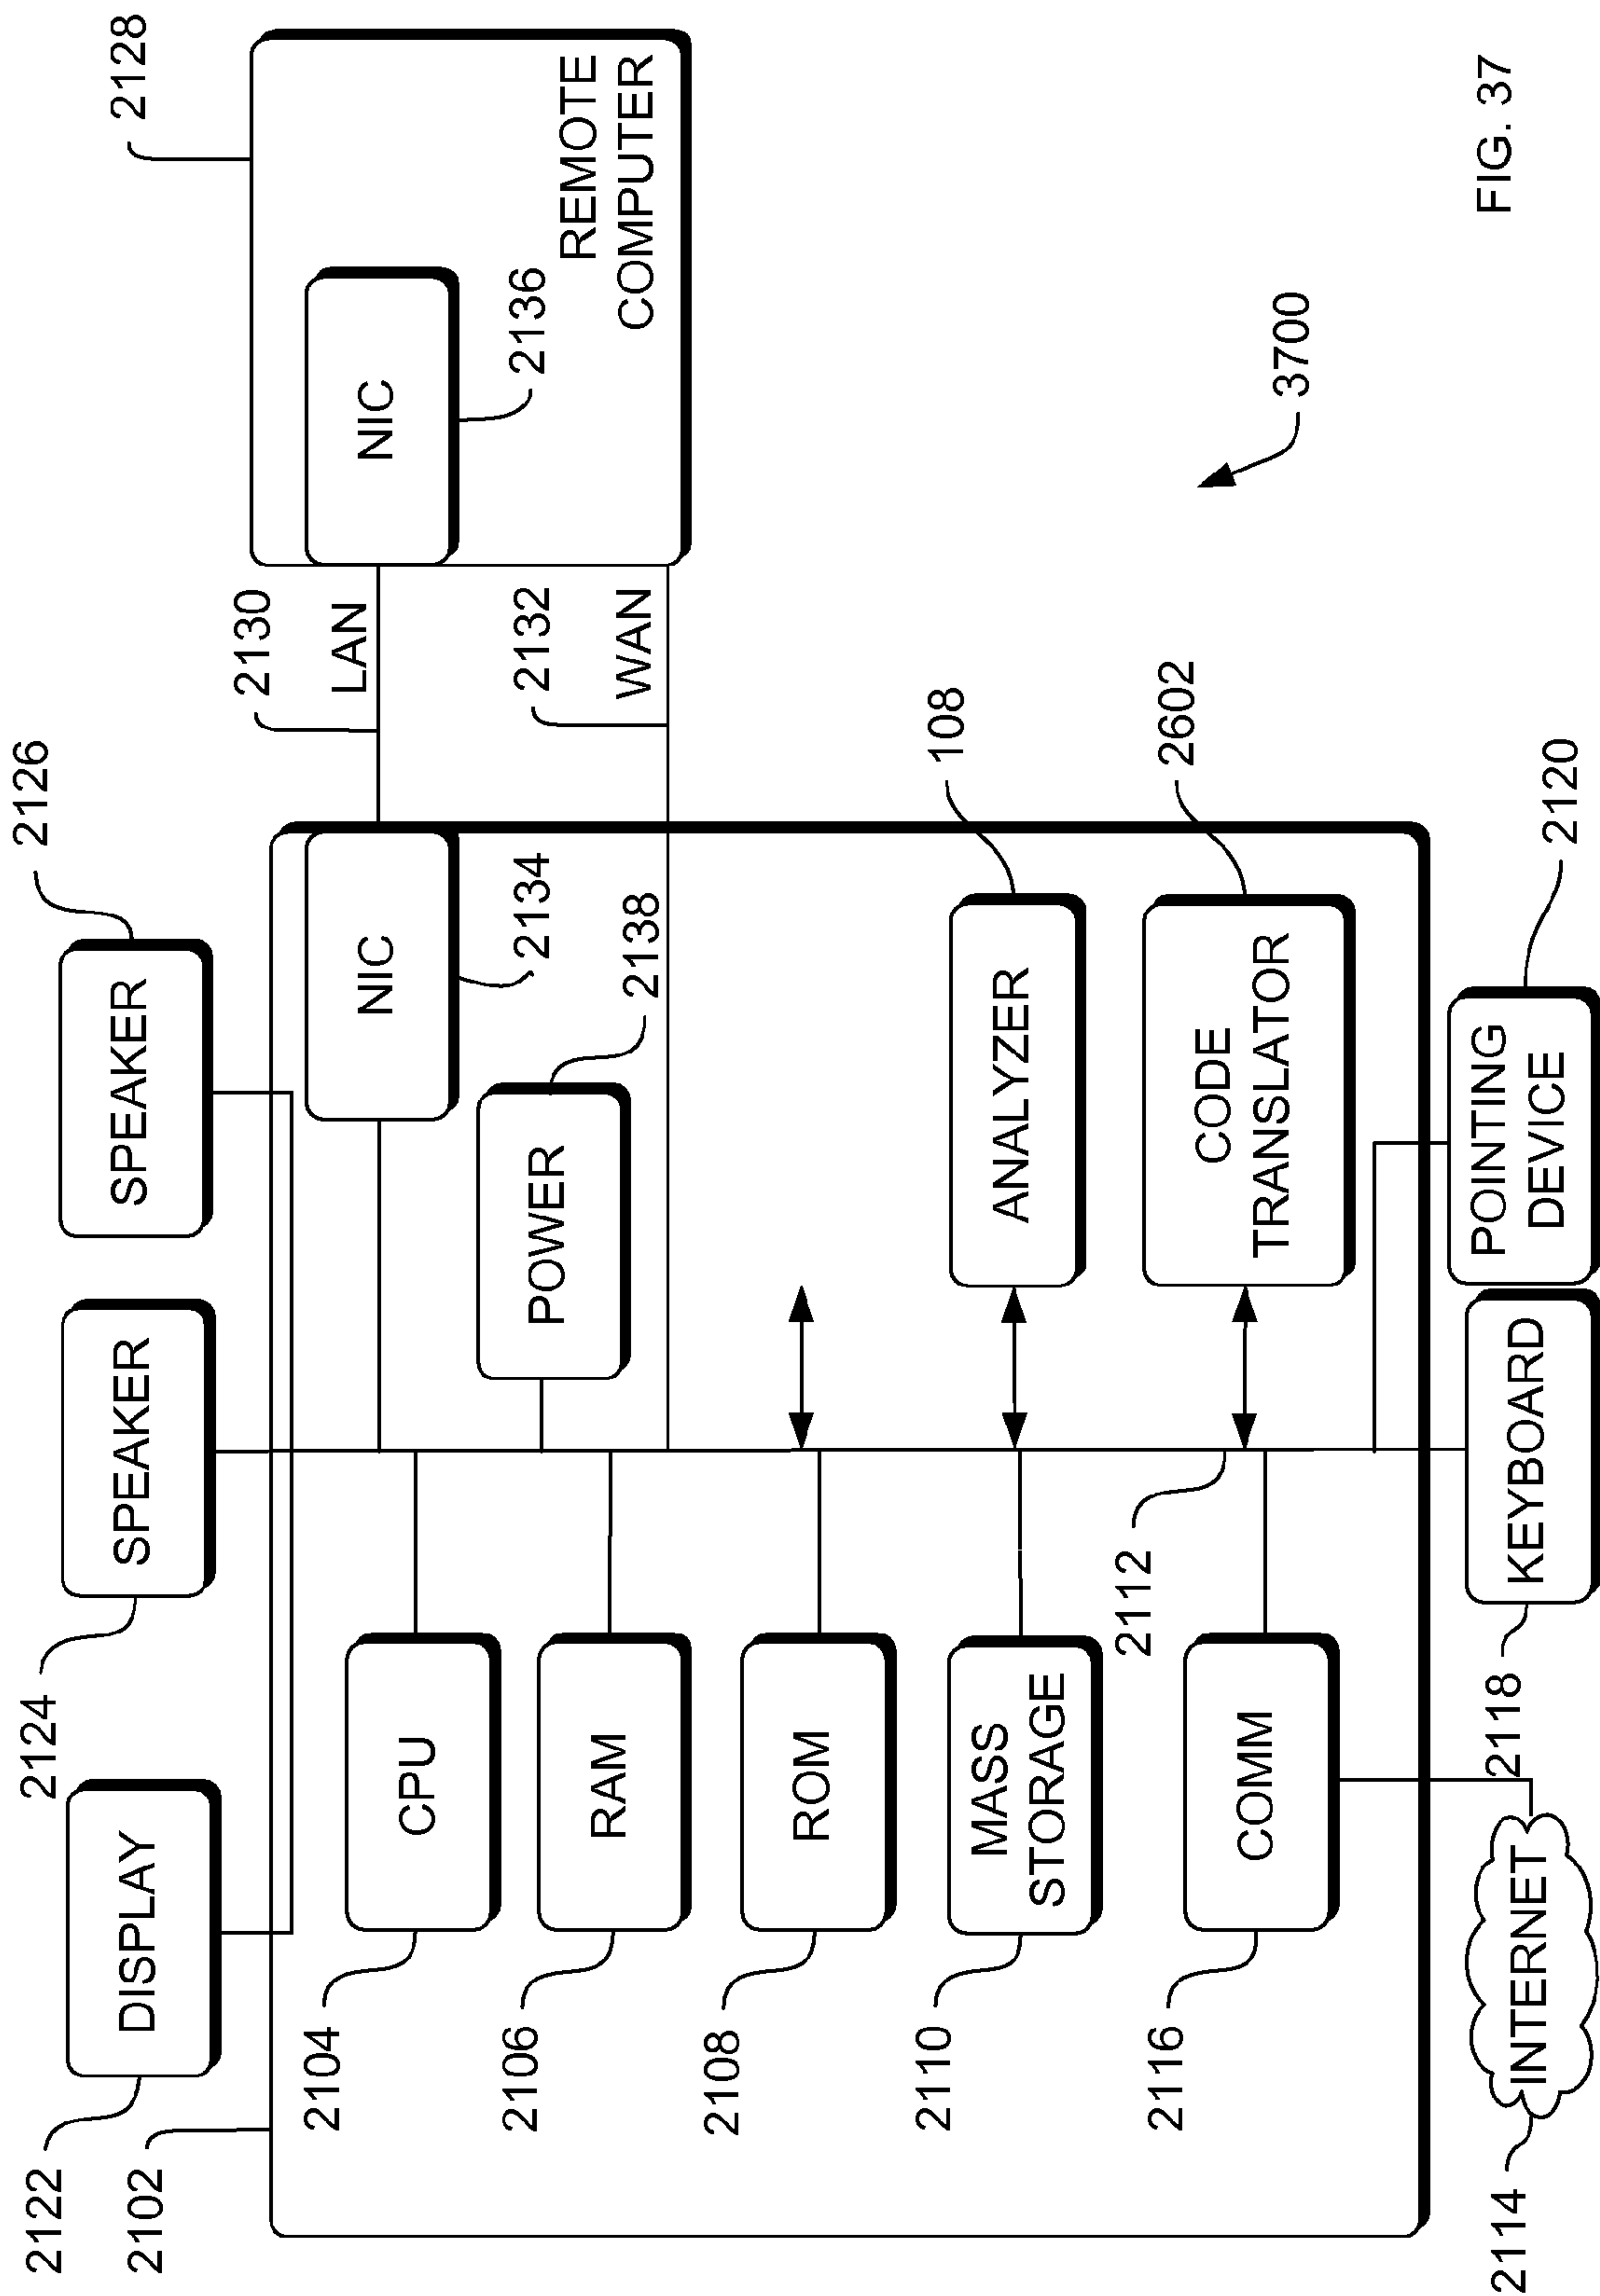 2122
DISPLAY
2124
SPEAKER
SPEAKER
2126
2128
2102
2104
CPU
NIC
2134
2130
LAN
NIC
2136
REMOTE
COMPUTER
2106
RAM
POWER
2138
2132
WAN
2108
ROM
2110
MASS
STORAGE
ANALYZER
108
2112
2116
COMM
CODE
TRANSLATOR
2602
3700
2114
INTERNET
2118
KEYBOARD
POINTING
DEVICE
2120
FIG. 37